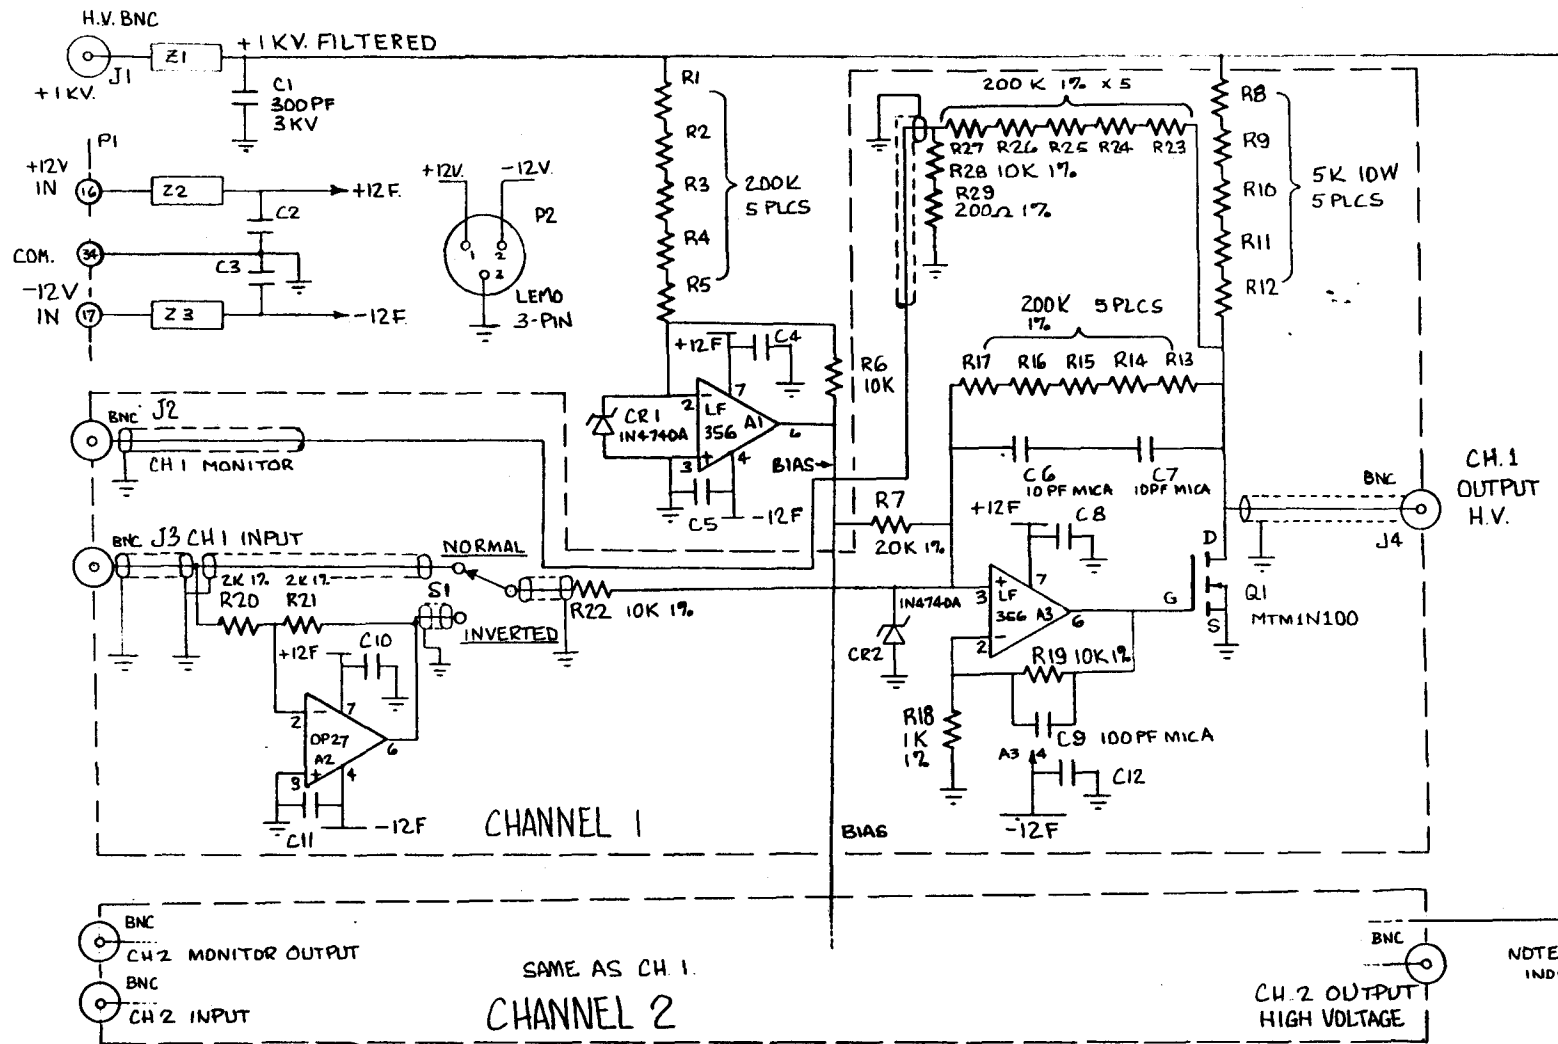 H.V. BNC
+1KV. FILTERED
Z1
J1
+1KV.
C1
300PF
3KV
P1
+12V
IN
16
Z2
+12F.
C2
COM.
34
C3
-12V
IN
17
Z3
-12F.
+12V.
-12V.
P2
1
2
3
LEMO
3-PIN
R1
R2
R3
R4
R5
200K
5 PLCS
200K 1% x 5
R27
R26
R25
R24
R23
R28 10K 1%
R29
200Ω 1%
R8
R9
R10
R11
R12
5K 10W
5 PLCS
200K 5 PLCS
1%
R17
R16
R15
R14
R13
+12F
C4
R6
10K
7
2
-
LF
356
A1
CR1
1N4740A
6
+
3
4
C5
-12F
BIAS
BNC
J2
CH 1 MONITOR
C6
10PF MICA
C7
10PF MICA
CH.1
OUTPUT
H.V.
BNC
J4
R7
20K 1%
+12F
C8
BNC
J3 CH1 INPUT
NORMAL
2K 1%
R20
2K 1%
R21
S1
INVERTED
R22 10K 1%
1N4740A
CR2
+
3
LF
356
A3
7
6
-
2
D
G
S
Q1
MTM1N100
R19 10K 1%
R18
1K
1%
C9 100PF MICA
A3
4
C12
-12F
+12F
C10
7
2
-
OP27
A2
6
+
3
4
C11
-12F
CHANNEL 1
BIAS
BNC
CH2 MONITOR OUTPUT
BNC
CH2 INPUT
SAME AS CH. 1.
CHANNEL 2
BNC
CH.2 OUTPUT
HIGH VOLTAGE
NOTE
IND